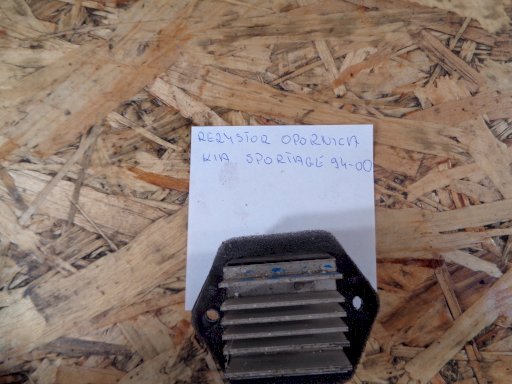 REZYSTOR OPORNICA
KIA SPORTAGE 94-00